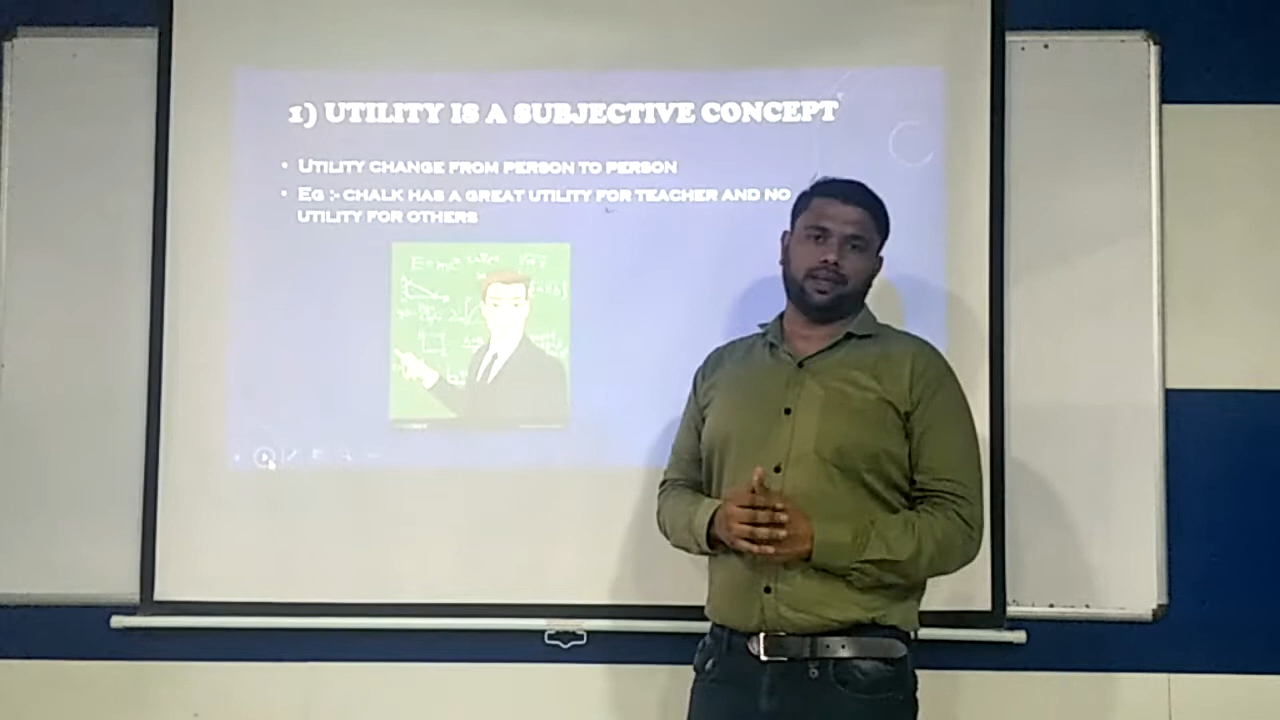 1) UTILITY IS A SUBJECTIVE CONCEPT
• UTILITY CHANGE FROM PERSON TO PERSON
• EG :- CHALK HAS A GREAT UTILITY FOR TEACHER AND NO
UTILITY FOR OTHERS
E=mc²